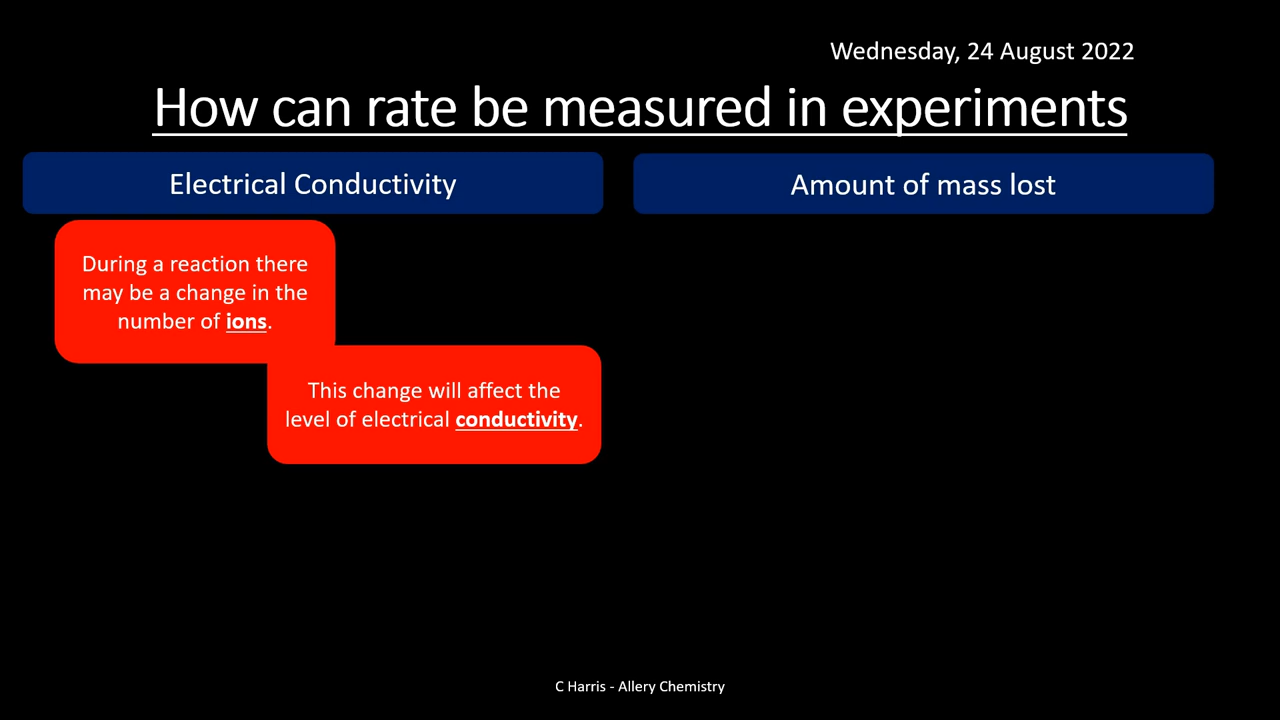 Wednesday, 24 August 2022
How can rate be measured in experiments
Electrical Conductivity
During a reaction there
may be a change in the
number of ions.
This change will affect the
level of electrical conductivity.
Amount of mass lost
C Harris - Allery Chemistry